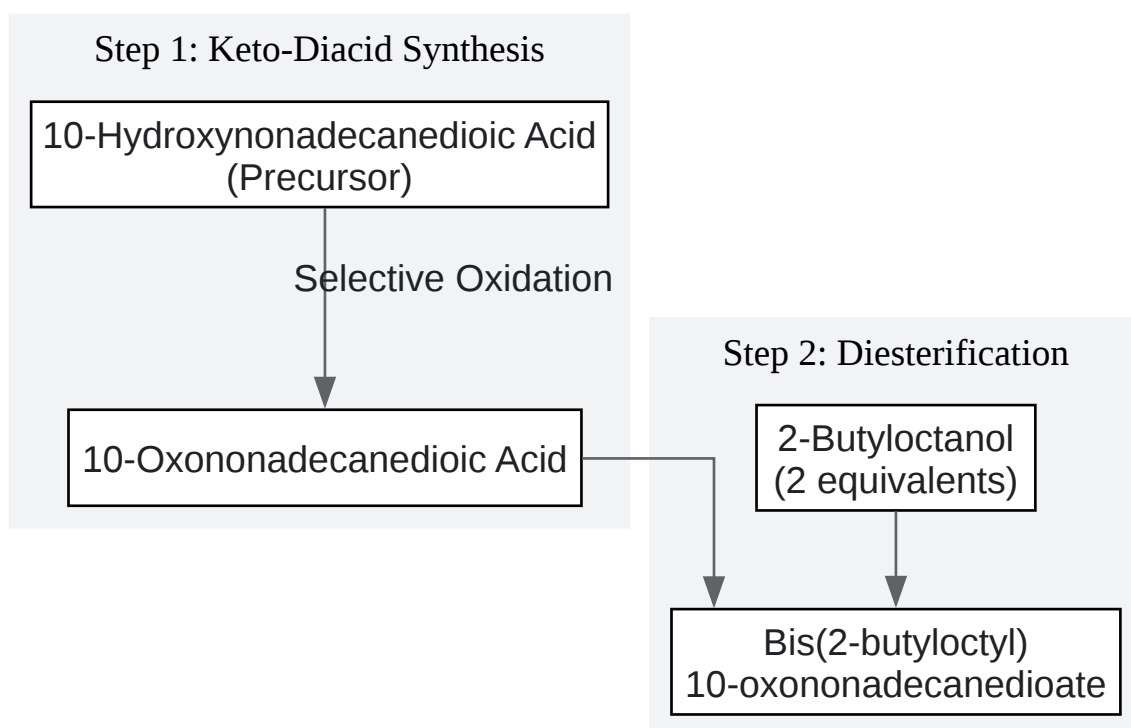 Step 1: Keto-Diacid Synthesis
10-Hydroxynonadecanedioic Acid
(Precursor)
Selective Oxidation
10-Oxononadecanedioic Acid
Step 2: Diesterification
2-Butyloctanol
(2 equivalents)
Bis(2-butyloctyl)
10-oxononadecanedioate